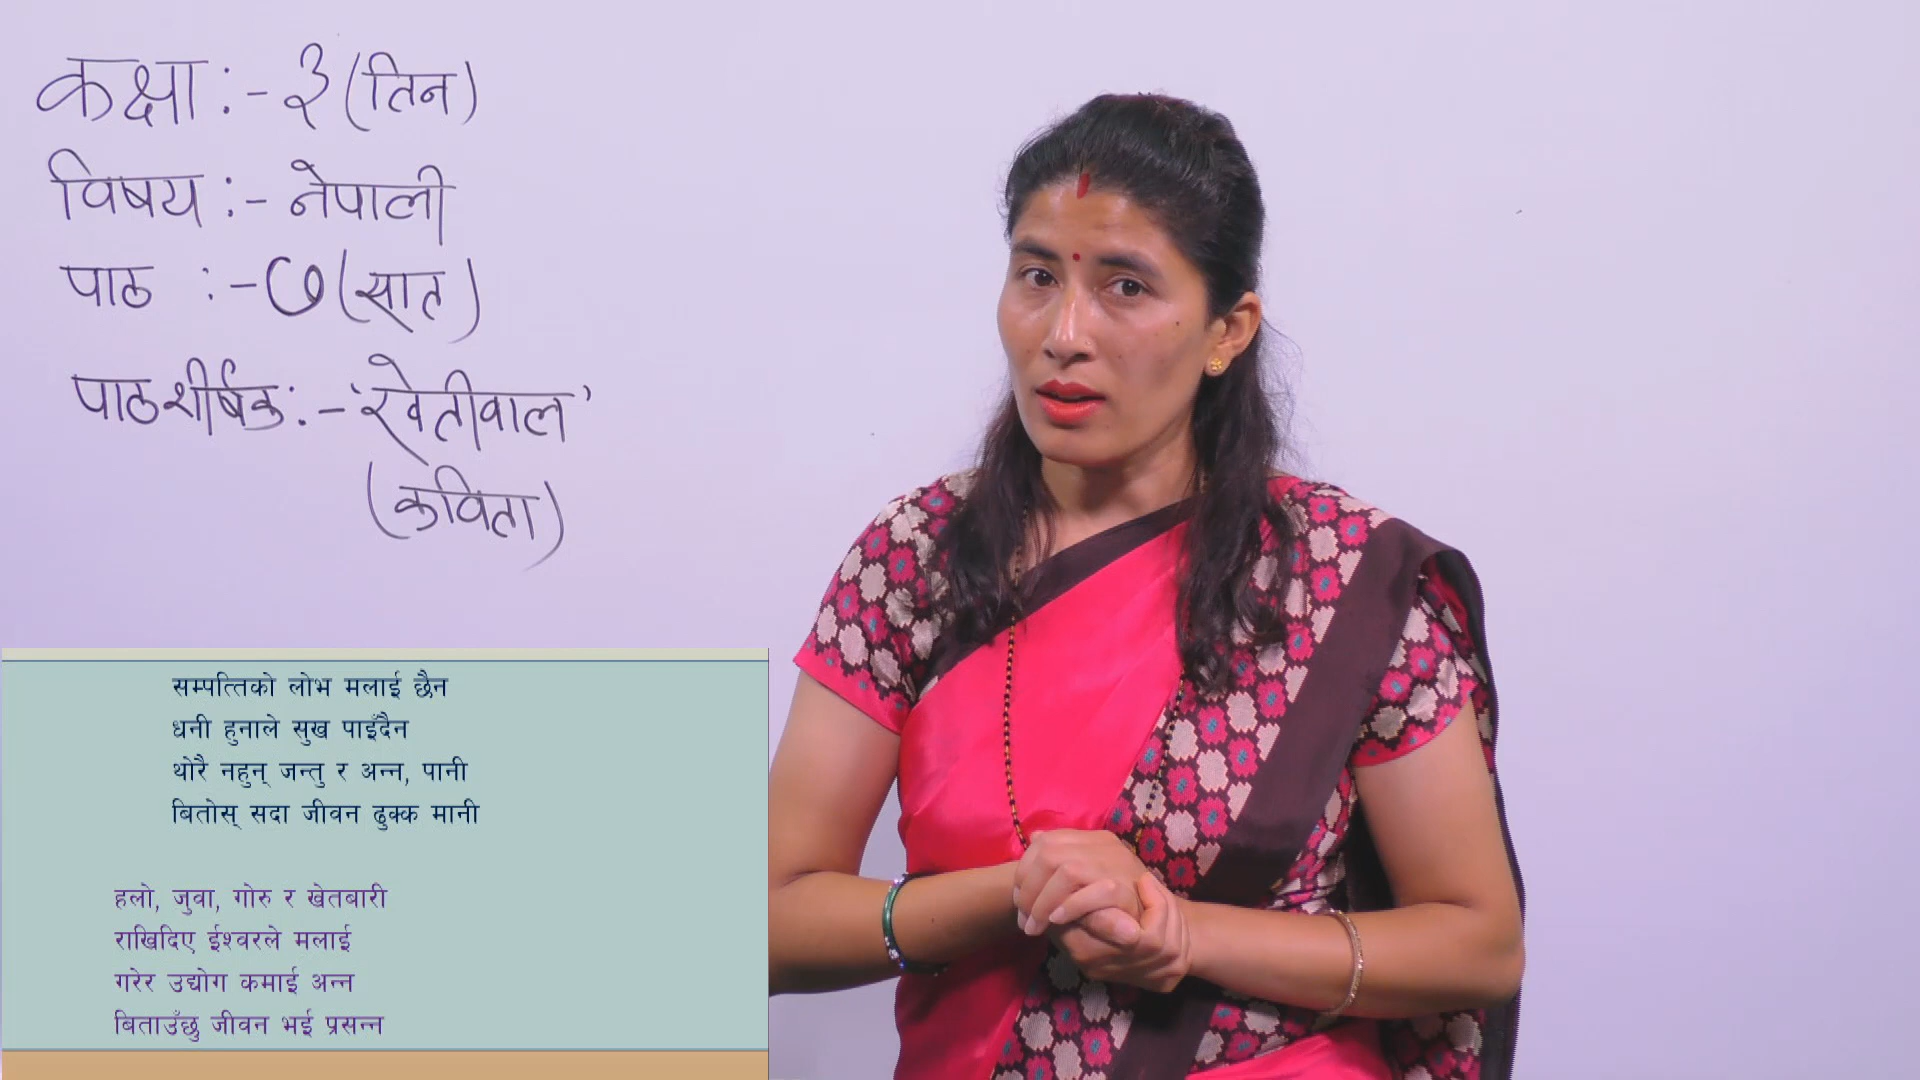 कक्षा :- ३ (तिन)
विषय :- नेपाली
पाठ :- ७ (सात)
पाठशीर्षक :- 'खेतीवाल'
(कविता)
सम्पत्तिको लोभ मलाई छैन
धनी हुनाले सुख पाइँदैन
थोरै नहुन् जन्तु र अन्न, पानी
बितोस् सदा जीवन ढुक्क मानी
हलो, जुवा, गोरु र खेतबारी
राखिदिए ईश्वरले मलाई
गरेर उद्योग कमाई अन्न
बिताउँछु जीवन भई प्रसन्न